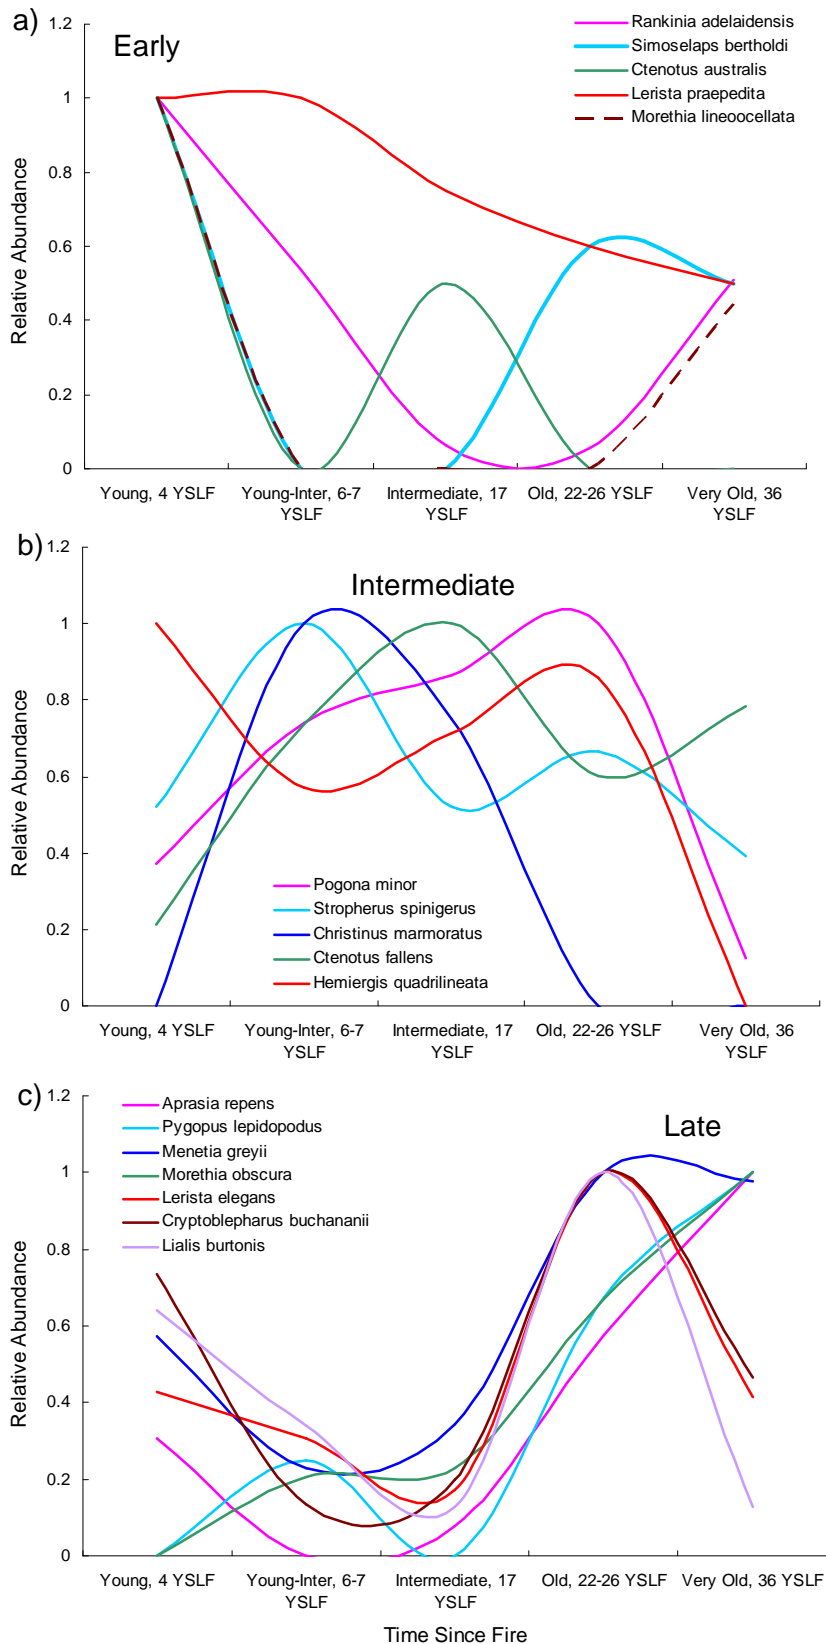 a)
Early
Rankinia adelaidensis
Simoselaps bertholdi
Ctenotus australis
Lerista praepedita
Morethia lineoocellata
Relative Abundance
1.2
1
0.8
0.6
0.4
0.2
0
Young, 4 YSLF
Young-Inter, 6-7
YSLF
Intermediate, 17
YSLF
Old, 22-26 YSLF
Very Old, 36
YSLF
b)
Intermediate
Relative Abundance
1.2
1
0.8
0.6
0.4
0.2
0
Pogona minor
Stropherus spinigerus
Christinus marmoratus
Ctenotus fallens
Hemiergis quadrilineata
Young, 4 YSLF
Young-Inter, 6-7
YSLF
Intermediate, 17
YSLF
Old, 22-26 YSLF
Very Old, 36
YSLF
c)
Late
Aprasia repens
Pygopus lepidopodus
Menetia greyii
Morethia obscura
Lerista elegans
Cryptoblepharus buchananii
Lialis burtonis
Relative Abundance
1.2
1
0.8
0.6
0.4
0.2
0
Young, 4 YSLF
Young-Inter, 6-7
YSLF
Intermediate, 17
YSLF
Old, 22-26 YSLF
Very Old, 36 YSLF
Time Since Fire